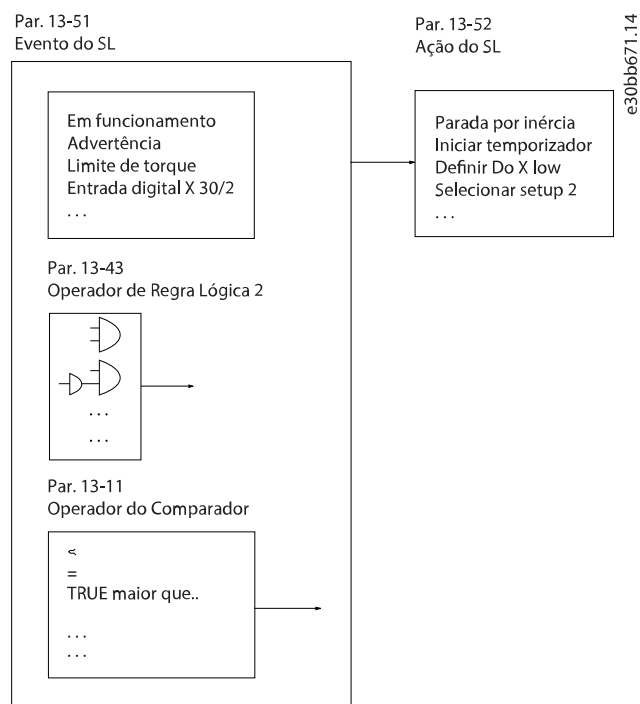 Par. 13-51
Evento do SL
Par. 13-52
Ação do SL
e30bb671.14
Em funcionamento
Advertência
Limite de torque
Entrada digital X 30/2
. . .
Parada por inércia
Iniciar temporizador
Definir Do X low
Selecionar setup 2
. . .
Par. 13-43
Operador de Regra Lógica 2
. . .
. . .
Par. 13-11
Operador do Comparador
<
=
TRUE maior que..
. . .
. . .